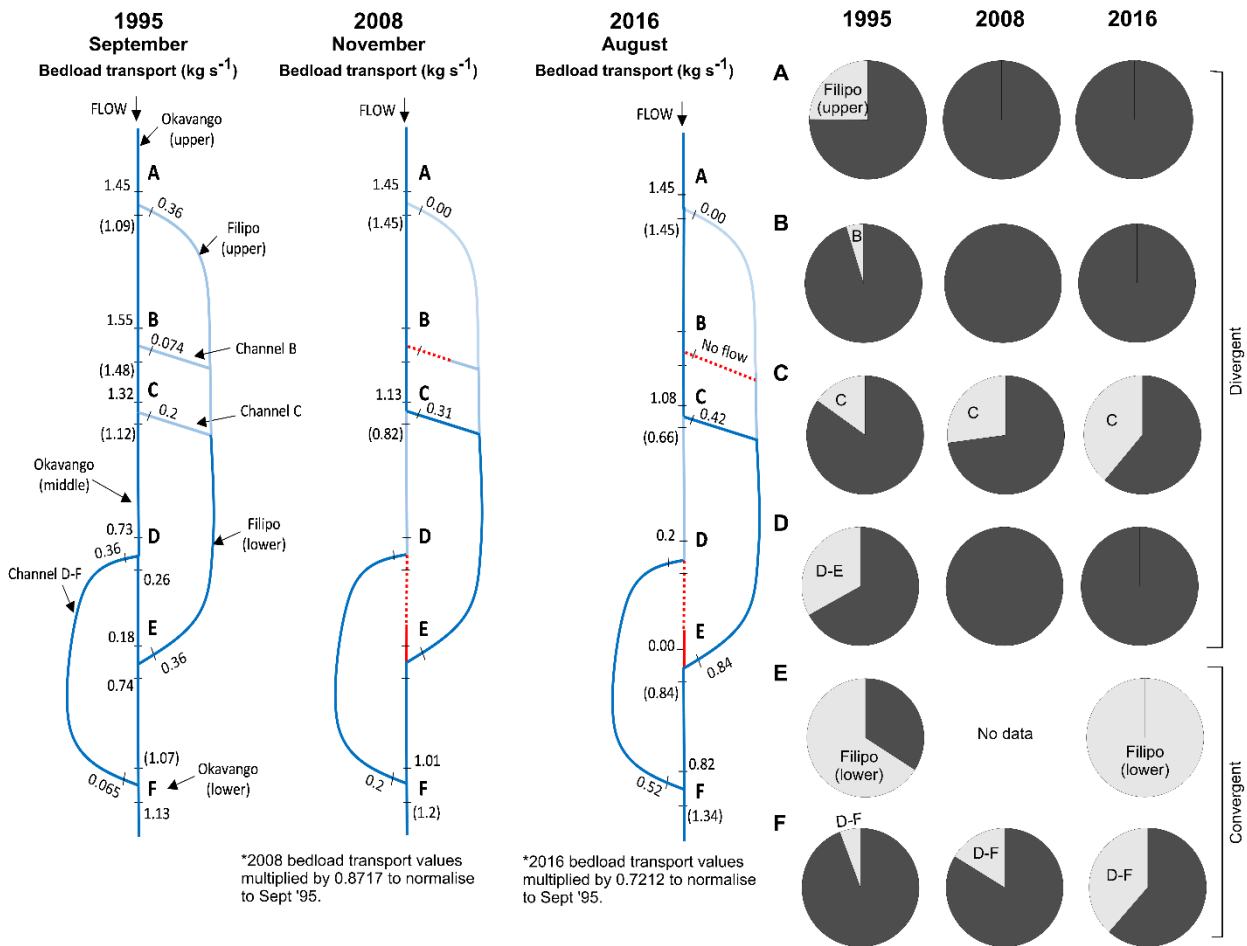 1995
September
Bedload transport (kg s⁻¹)
FLOW
Okavango
(upper)
A
1.45
0.36
(1.09)
Filipo
(upper)
B
1.55
0.074
Channel B
(1.48)
C
1.32
0.2
Channel C
(1.12)
Okavango
(middle)
D
0.73
0.36
Filipo
(lower)
Channel D-F
0.26
E
0.18
0.36
0.74
(1.07)
F
Okavango
(lower)
0.065
1.13
2008
November
Bedload transport (kg s⁻¹)
FLOW
A
1.45
0.00
(1.45)
B
C
1.13
0.31
(0.82)
D
E
1.01
F
0.2
(1.2)
*2008 bedload transport values
multiplied by 0.8717 to normalise
to Sept '95.
2016
August
Bedload transport (kg s⁻¹)
FLOW
A
1.45
0.00
(1.45)
B
No flow
C
1.08
0.42
(0.66)
D
0.2
E
0.00
0.84
(0.84)
0.82
F
0.52
(1.34)
*2016 bedload transport values
multiplied by 0.7212 to normalise
to Sept '95.
1995
2008
2016
A
Filipo
(upper)
B
B
C
C
C
C
D
D-E
Divergent
E
Filipo
(lower)
No data
Filipo
(lower)
F
D-F
D-F
D-F
Convergent